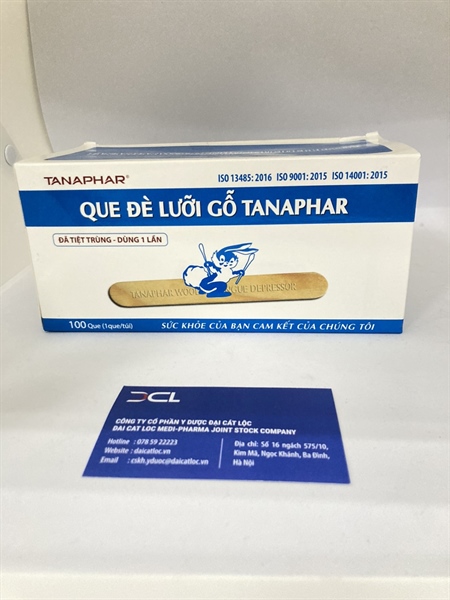 TANAPHAR®
ISO 13485: 2016 ISO 9001: 2015 ISO 14001: 2015
QUE ĐÈ LƯỠI GỖ TANAPHAR
ĐÃ TIỆT TRÙNG - DÙNG 1 LẦN
TANAPHAR WOO GUE DEPRESSOR
100 Que (1que/túi)
SỨC KHỎE CỦA BẠN CAM KẾT CỦA CHÚNG TÔI
DCL
CÔNG TY CỔ PHẦN Y DƯỢC ĐẠI CÁT LỘC
DAI CAT LOC MEDI-PHARMA JOINT STOCK COMPANY
Hotline : 078 59 22223
Website : daicatloc.vn
Email : cskh.yduoc@daicatloc.vn
Địa chỉ: Số 16 ngách 575/10,
Kim Mã, Ngọc Khánh, Ba Đình,
Hà Nội